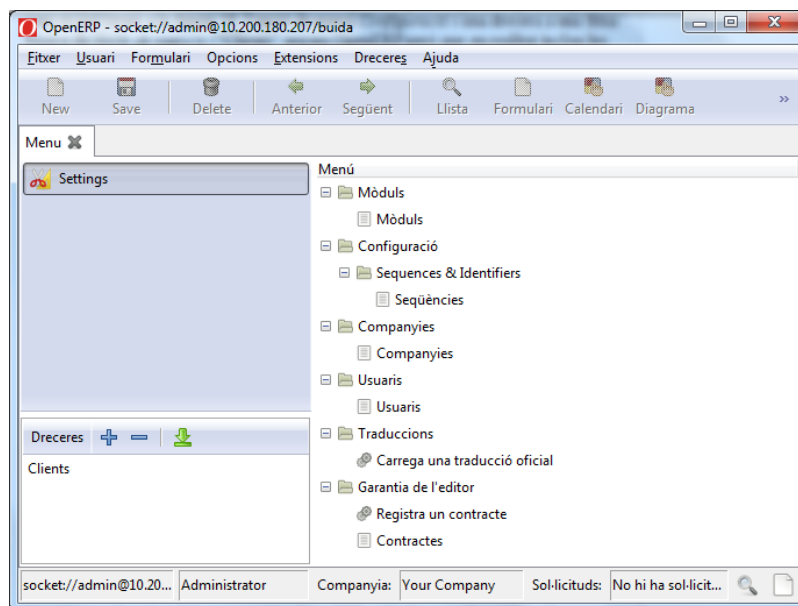 OpenERP - socket://admin@10.200.180.207/buida
Fitxer Usuari Formulari Opcions Extensions Dreceres Ajuda
New Save Delete Anterior Següent Llista Formulari Calendari Diagrama »
Menu
Settings
Menú
Mòduls
Mòduls
Configuració
Sequences & Identifiers
Seqüències
Companyies
Companyies
Usuaris
Usuaris
Traduccions
Carrega una traducció oficial
Garantia de l'editor
Registra un contracte
Contractes
Dreceres
Clients
socket://admin@10.20... Administrator Companyia: Your Company Sol·licituds: No hi ha sol·licit...